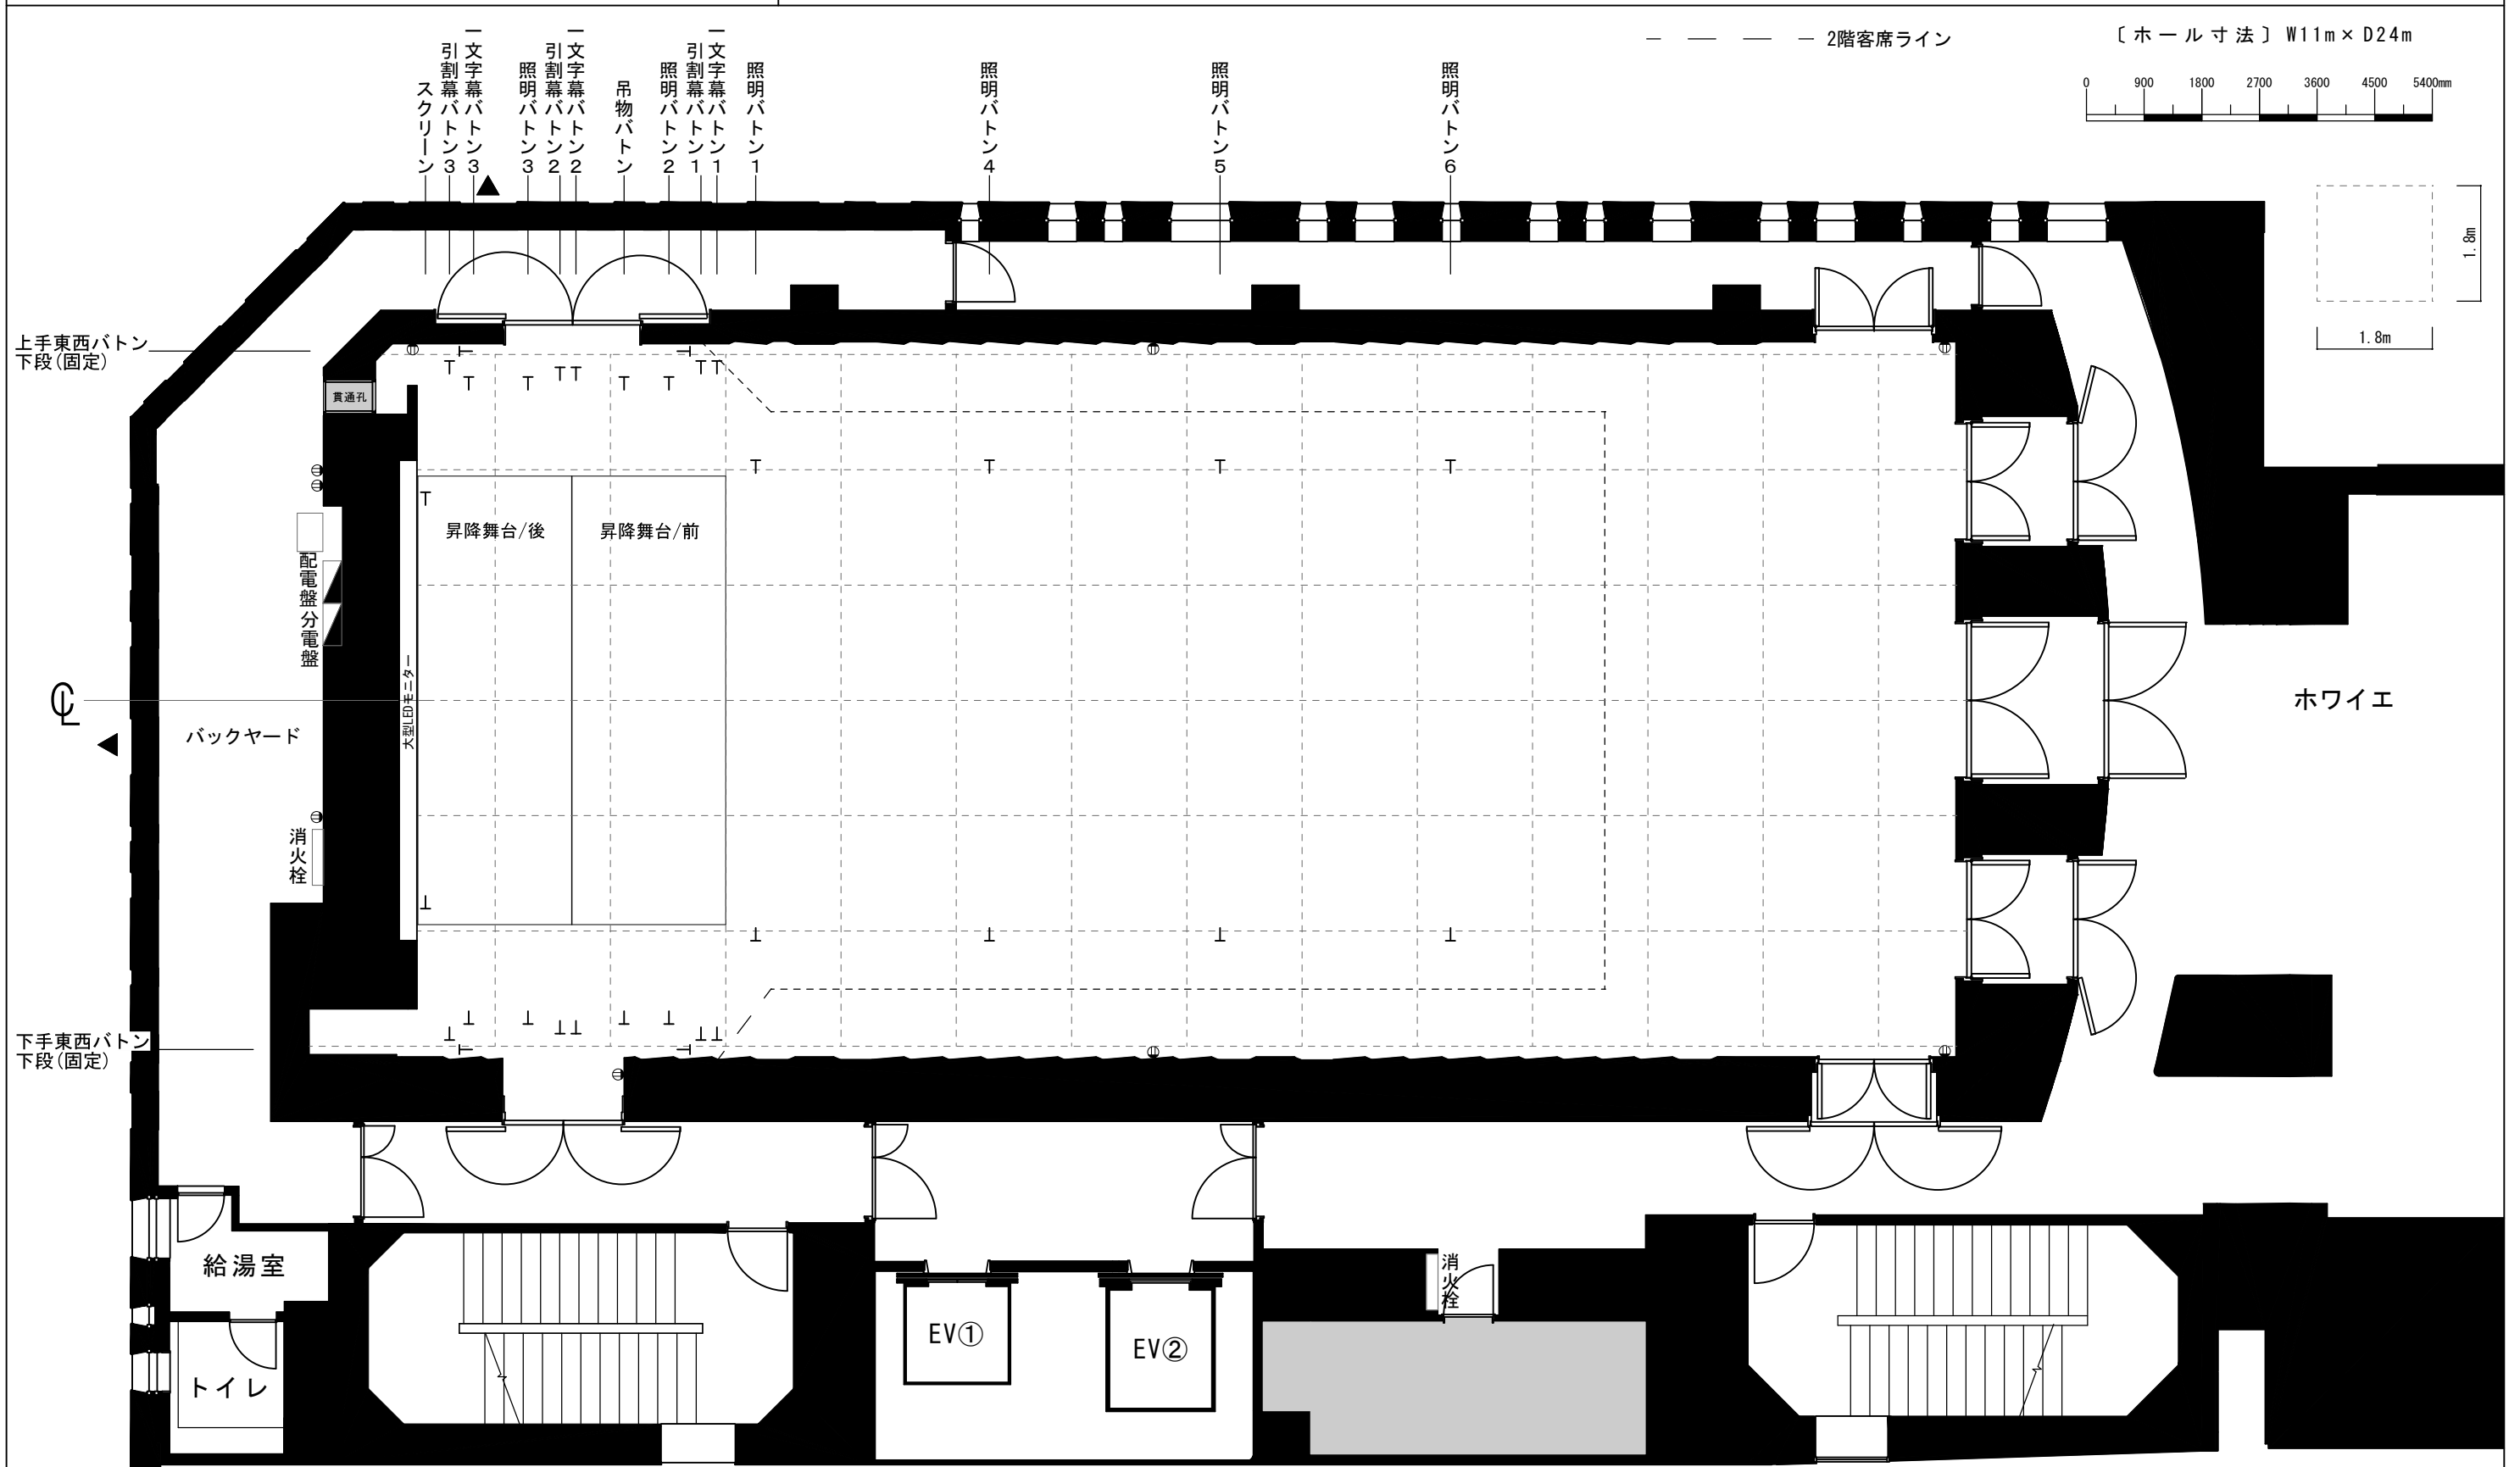 2階客席ライン
〔ホール寸法〕W11m×D24m
0 900 1800 2700 3600 4500 5400mm
スクリーン
引割幕バトン3
一文字幕バトン3
照明バトン3
引割幕バトン2
一文字幕バトン2
吊物バトン
照明バトン2
引割幕バトン1
一文字幕バトン1
照明バトン1
照明バトン4
照明バトン5
照明バトン6
1.8m
1.8m
上手東西バトン
下段(固定)
貫通孔
昇降舞台/後
昇降舞台/前
配電盤
分電盤
大型LEDモニター
CL
バックヤード
ホワイエ
消火栓
下手東西バトン
下段(固定)
給湯室
トイレ
EV①
EV②
消火栓